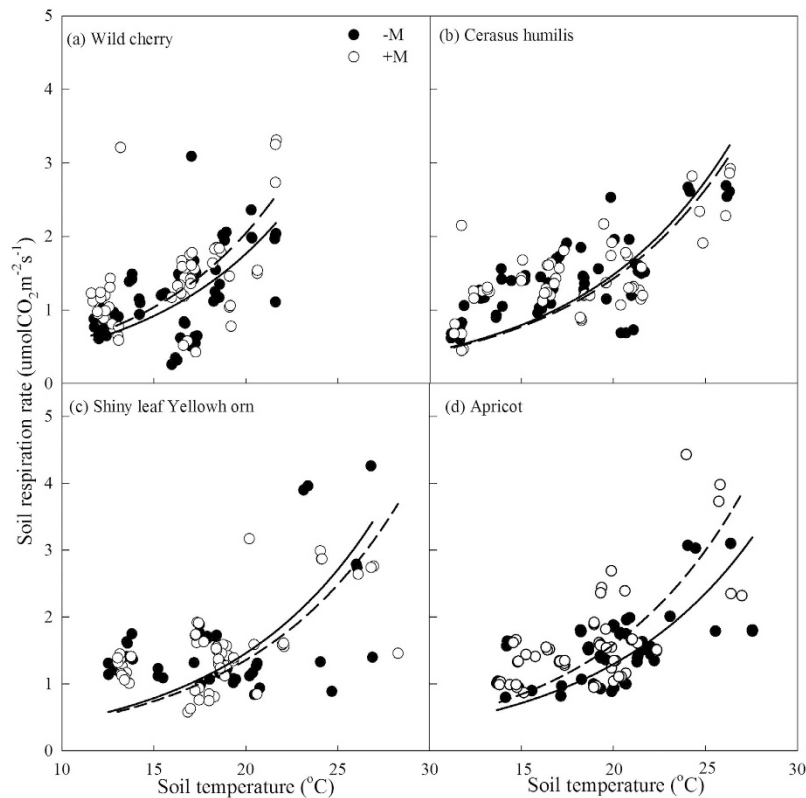 5
(a) Wild cherry
-M
+M
(b) Cerasus humilis
4
3
2
1
0
(c) Shiny leaf Yellowh orn
(d) Apricot
5
4
3
2
1
0
Soil respiration rate (umolCO₂m⁻²s⁻¹)
10 15 20 25 30 15 20 25 30
Soil temperature (°C) Soil temperature (°C)